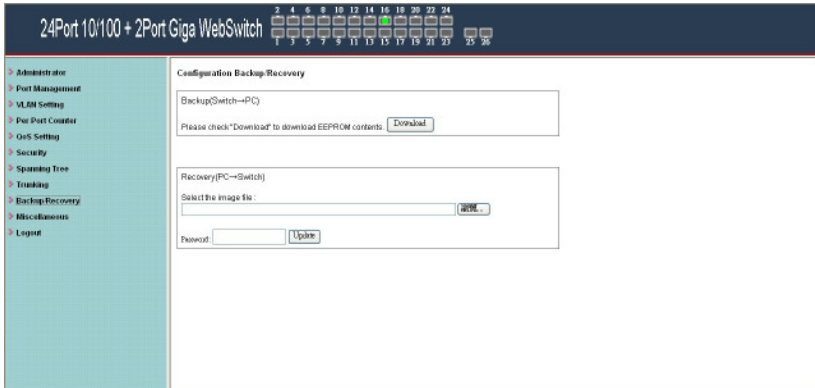 2 4 6 8 10 12 14 16 18 20 22 24
24Port 10/100 + 2Port Giga WebSwitch
1 3 5 7 9 11 13 15 17 19 21 23 25 26
Administrator
Port Management
VLAN Setting
Per Port Counter
QoS Setting
Security
Spanning Tree
Trunking
Backup/Recovery
Miscellaneous
Logout
Configuration Backup/Recovery
Backup(Switch→PC)
Please check "Download" to download EEPROM contents. Download
Recovery(PC→Switch)
Select the image file :
Password: Update